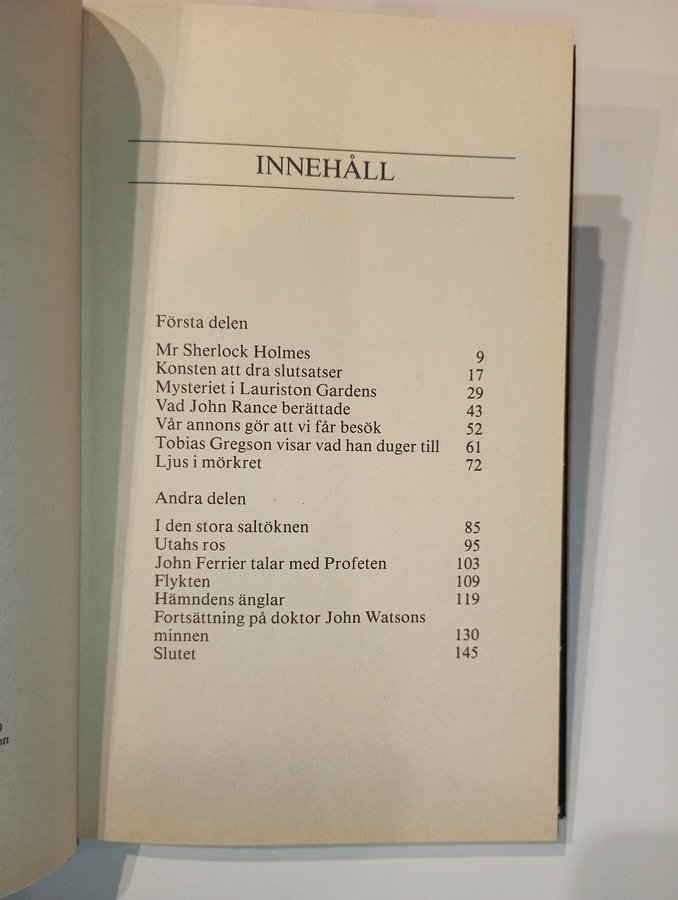 INNEHÅLL
Första delen
Mr Sherlock Holmes 9
Konsten att dra slutsatser 17
Mysteriet i Lauriston Gardens 29
Vad John Rance berättade 43
Vår annons gör att vi får besök 52
Tobias Gregson visar vad han duger till 61
Ljus i mörkret 72
Andra delen
I den stora saltöknen 85
Utahs ros 95
John Ferrier talar med Profeten 103
Flykten 109
Hämndens änglar 119
Fortsättning på doktor John Watsons
minnen 130
Slutet 145